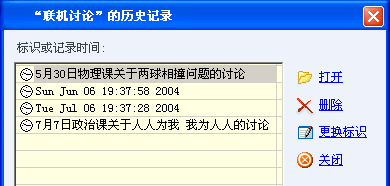 “联机讨论”的历史记录
标识或记录时间:
5月30日物理课关于两球相撞问题的讨论
Sun Jun 06 19:37:58 2004
Tue Jul 06 19:37:28 2004
7月7日政治课关于人人为我 我为人人的讨论
打开
删除
更换标识
关闭